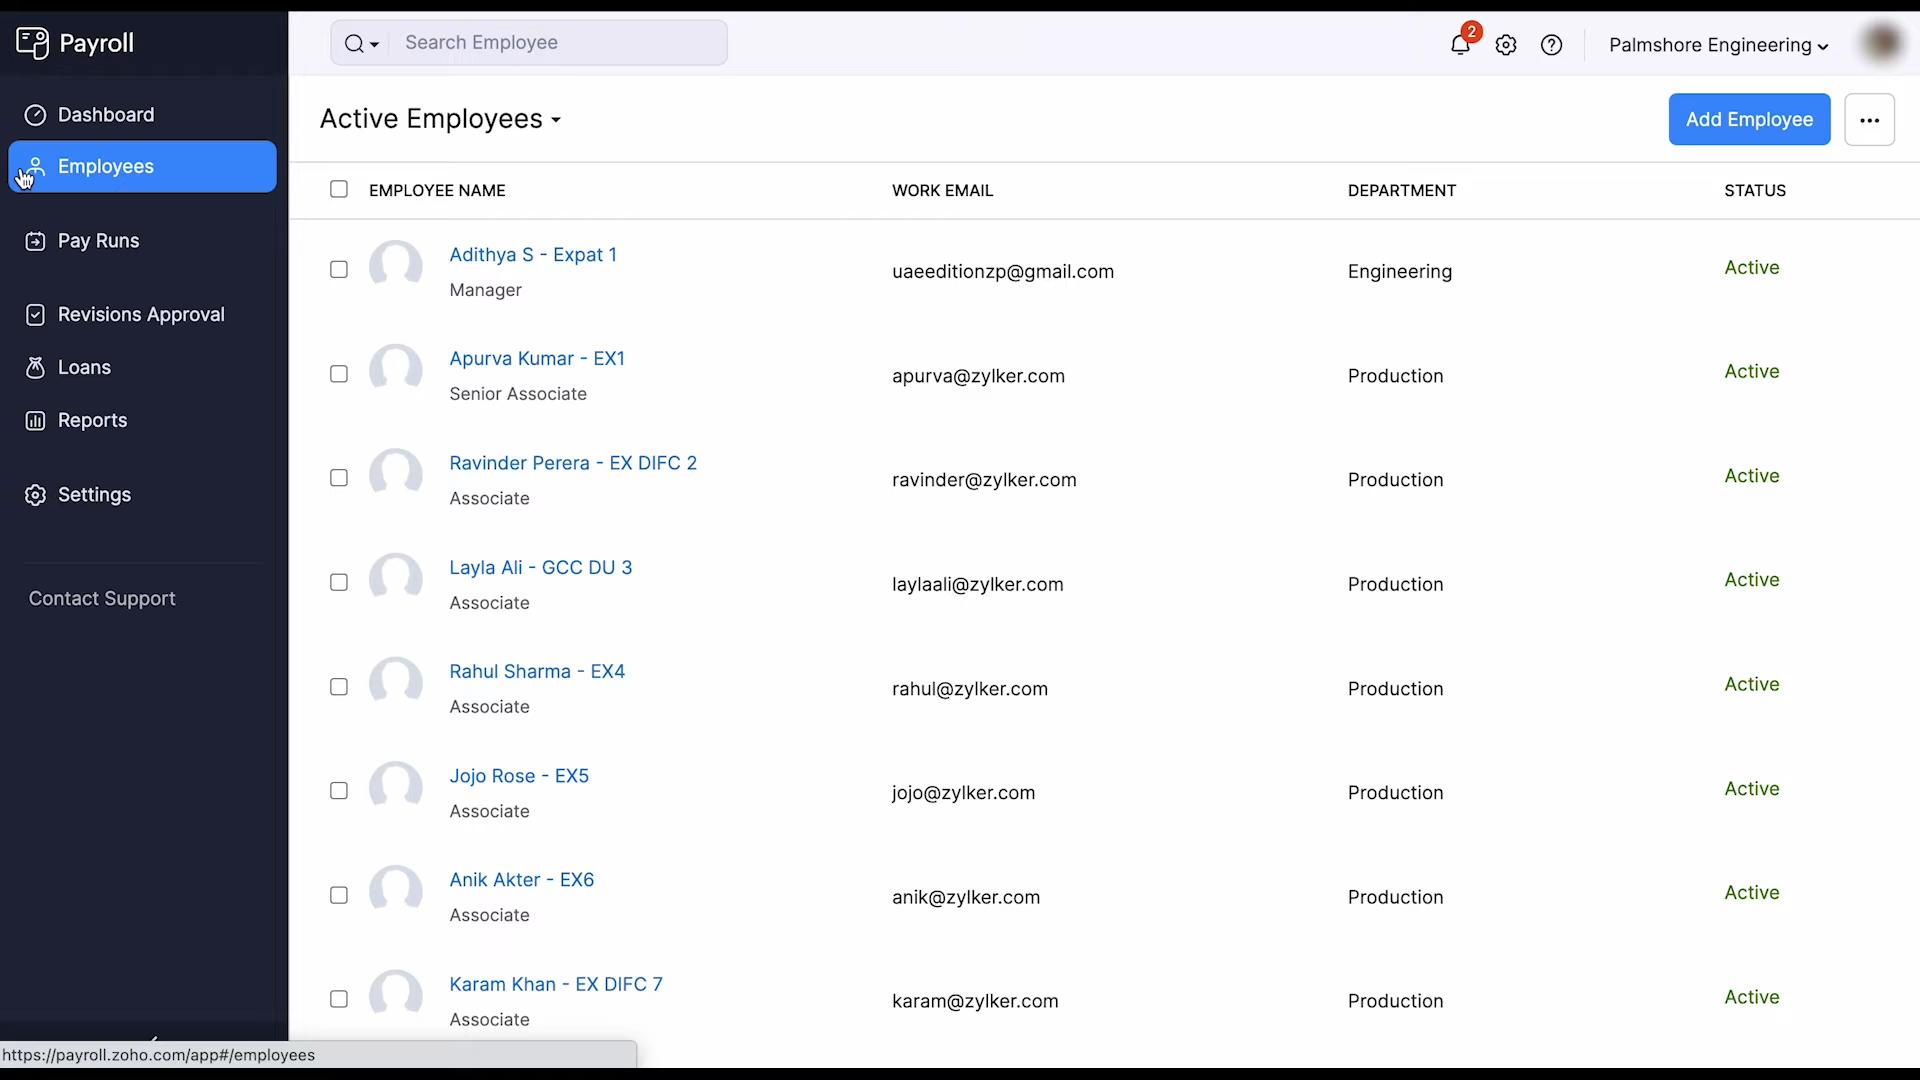 Payroll
Search Employee
2
Palmshore Engineering
Dashboard
Employees
Pay Runs
Revisions Approval
Loans
Reports
Settings
Contact Support
Active Employees
Add Employee
EMPLOYEE NAME WORK EMAIL DEPARTMENT STATUS
Adithya S - Expat 1
Manager
uaeeditionzp@gmail.com
Engineering
Active
Apurva Kumar - EX1
Senior Associate
apurva@zylker.com
Production
Active
Ravinder Perera - EX DIFC 2
Associate
ravinder@zylker.com
Production
Active
Layla Ali - GCC DU 3
Associate
laylaali@zylker.com
Production
Active
Rahul Sharma - EX4
Associate
rahul@zylker.com
Production
Active
Jojo Rose - EX5
Associate
jojo@zylker.com
Production
Active
Anik Akter - EX6
Associate
anik@zylker.com
Production
Active
Karam Khan - EX DIFC 7
Associate
karam@zylker.com
Production
Active
https://payroll.zoho.com/app#/employees